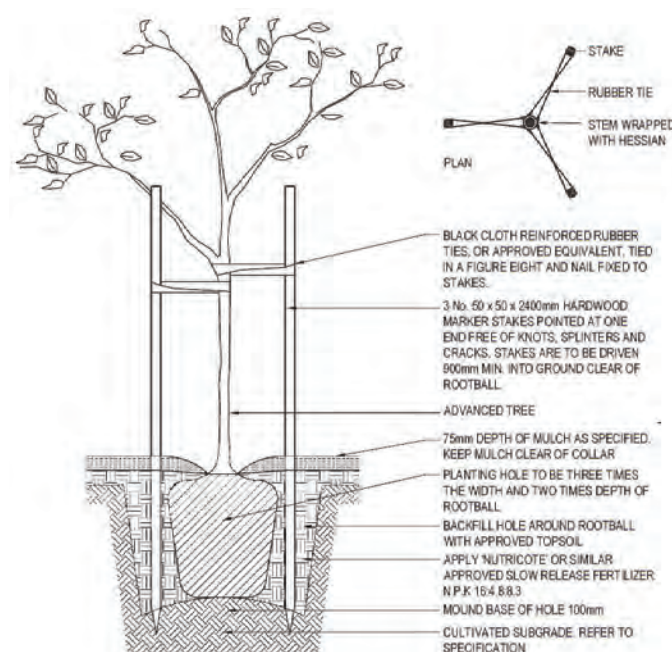 STAKE
RUBBER TIE
STEM WRAPPED
WITH HESSIAN
PLAN
BLACK CLOTH REINFORCED RUBBER
TIES, OR APPROVED EQUIVALENT, TIED
IN A FIGURE EIGHT AND NAIL FIXED TO
STAKES.
3 No. 50 x 50 x 2400mm HARDWOOD
MARKER STAKES POINTED AT ONE
END FREE OF KNOTS, SPLINTERS AND
CRACKS. STAKES ARE TO BE DRIVEN
900mm MIN. INTO GROUND CLEAR OF
ROOTBALL.
ADVANCED TREE
75mm DEPTH OF MULCH AS SPECIFIED.
KEEP MULCH CLEAR OF COLLAR
PLANTING HOLE TO BE THREE TIMES
THE WIDTH AND TWO TIMES DEPTH OF
ROOTBALL
BACKFILL HOLE AROUND ROOTBALL
WITH APPROVED TOPSOIL
APPLY 'NUTRICOTE' OR SIMILAR
APPROVED SLOW RELEASE FERTILIZER
N.P.K 16:4.8:8.3
MOUND BASE OF HOLE 100mm
CULTIVATED SUBGRADE. REFER TO
SPECIFICATION